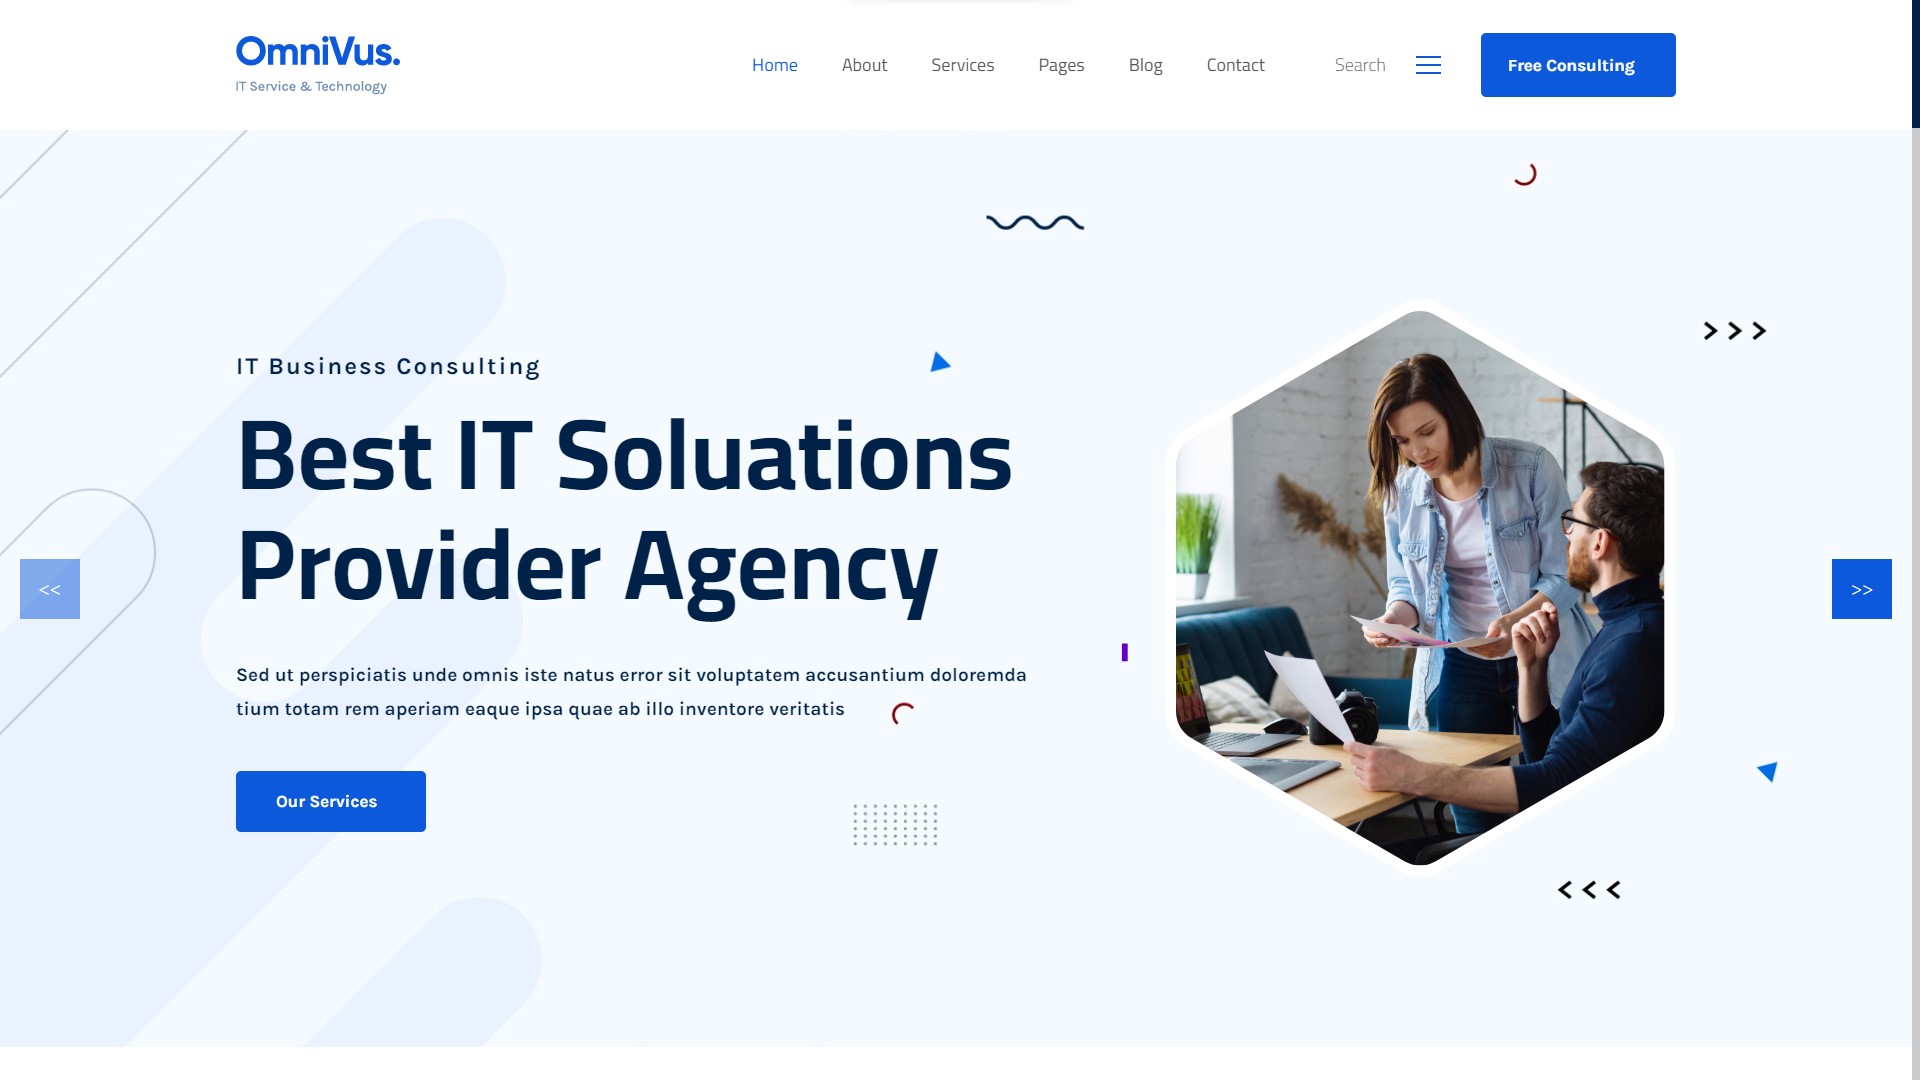 OmniVus.
IT Service & Technology
Home About Services Pages Blog Contact Search Free Consulting
IT Business Consulting
Best IT Soluations
Provider Agency
<< >>
Sed ut perspiciatis unde omnis iste natus error sit voluptatem accusantium doloremda
tium totam rem aperiam eaque ipsa quae ab illo inventore veritatis
Our Services